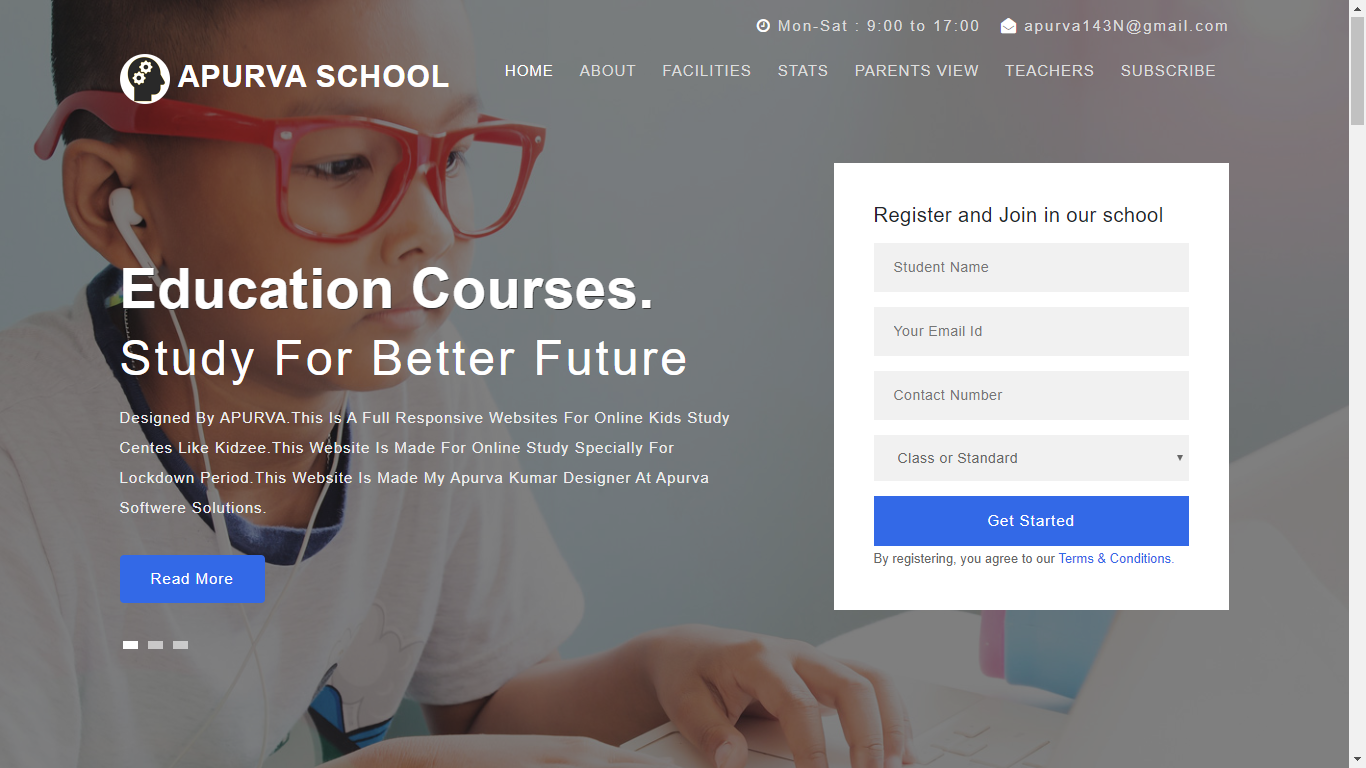 Mon-Sat : 9:00 to 17:00 apurva143N@gmail.com
APURVA SCHOOL
HOME ABOUT FACILITIES STATS PARENTS VIEW TEACHERS SUBSCRIBE
Education Courses.
Study For Better Future
Designed By APURVA.This Is A Full Responsive Websites For Online Kids Study
Centes Like Kidzee.This Website Is Made For Online Study Specially For
Lockdown Period.This Website Is Made My Apurva Kumar Designer At Apurva
Softwere Solutions.
Read More
Register and Join in our school
Student Name
Your Email Id
Contact Number
Class or Standard
Get Started
By registering, you agree to our Terms & Conditions.